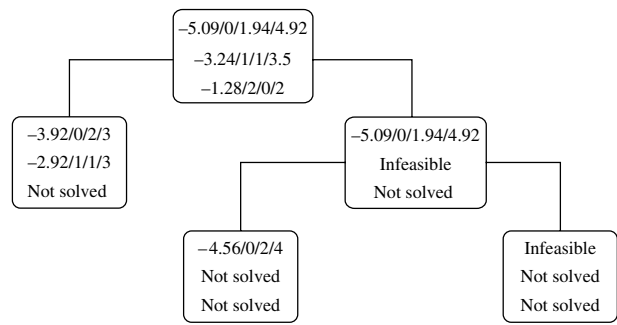 −5.09/0/1.94/4.92
−3.24/1/1/3.5
−1.28/2/0/2
−3.92/0/2/3
−2.92/1/1/3
Not solved
−5.09/0/1.94/4.92
Infeasible
Not solved
−4.56/0/2/4
Not solved
Not solved
Infeasible
Not solved
Not solved